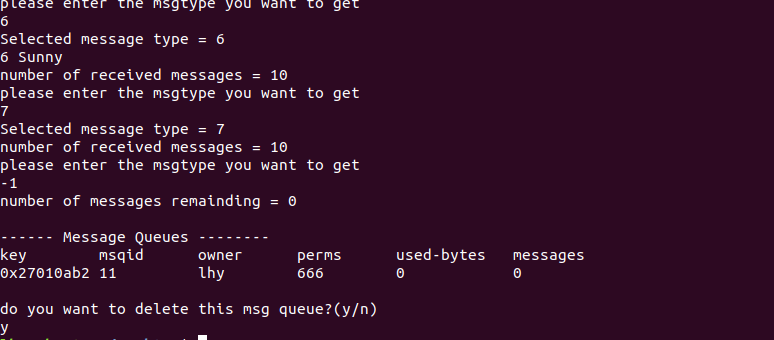 please enter the msgtype you want to get
6
Selected message type = 6
6 Sunny
number of received messages = 10
please enter the msgtype you want to get
7
Selected message type = 7
number of received messages = 10
please enter the msgtype you want to get
-1
number of messages remainding = 0
------ Message Queues --------
key msqid owner perms used-bytes messages
0x27010ab2 11 lhy 666 0 0
do you want to delete this msg queue?(y/n)
y